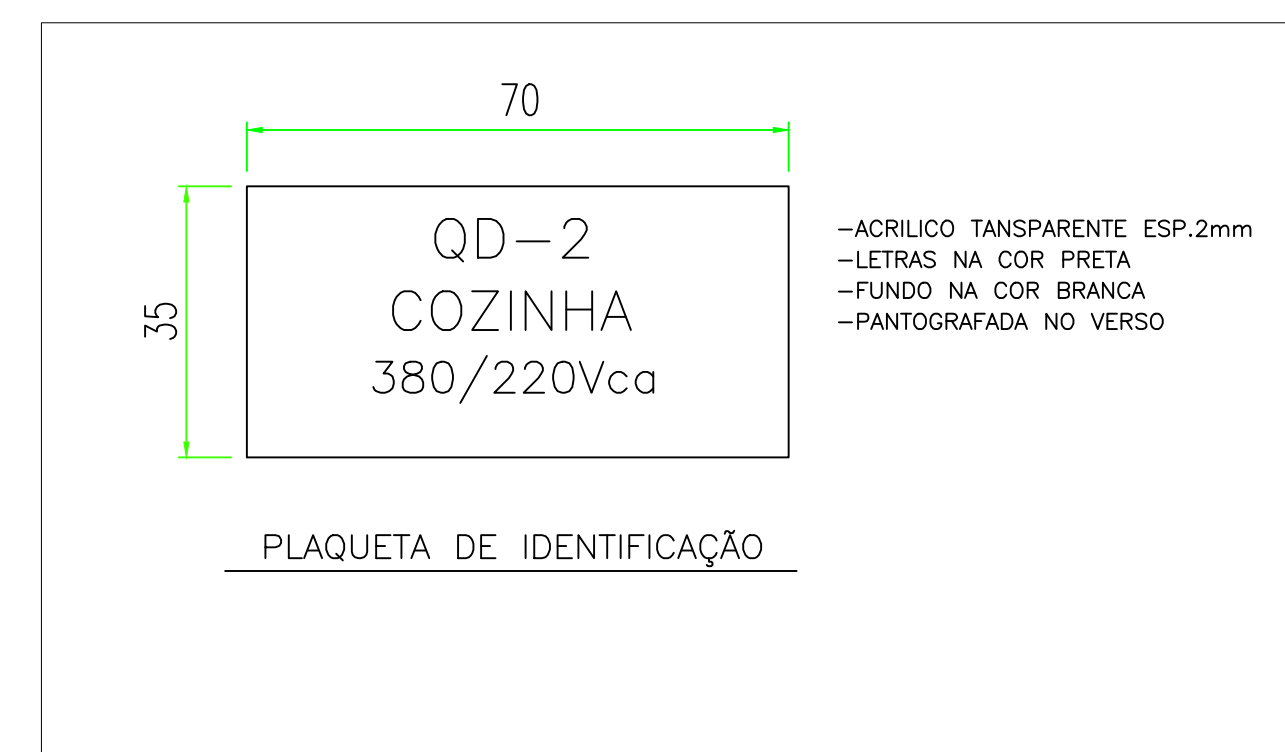 70
35
QD-2
COZINHA
380/220Vca
-ACRILICO TANSPARENTE ESP.2mm
-LETRAS NA COR PRETA
-FUNDO NA COR BRANCA
-PANTOGRAFADA NO VERSO
PLAQUETA DE IDENTIFICAÇÃO